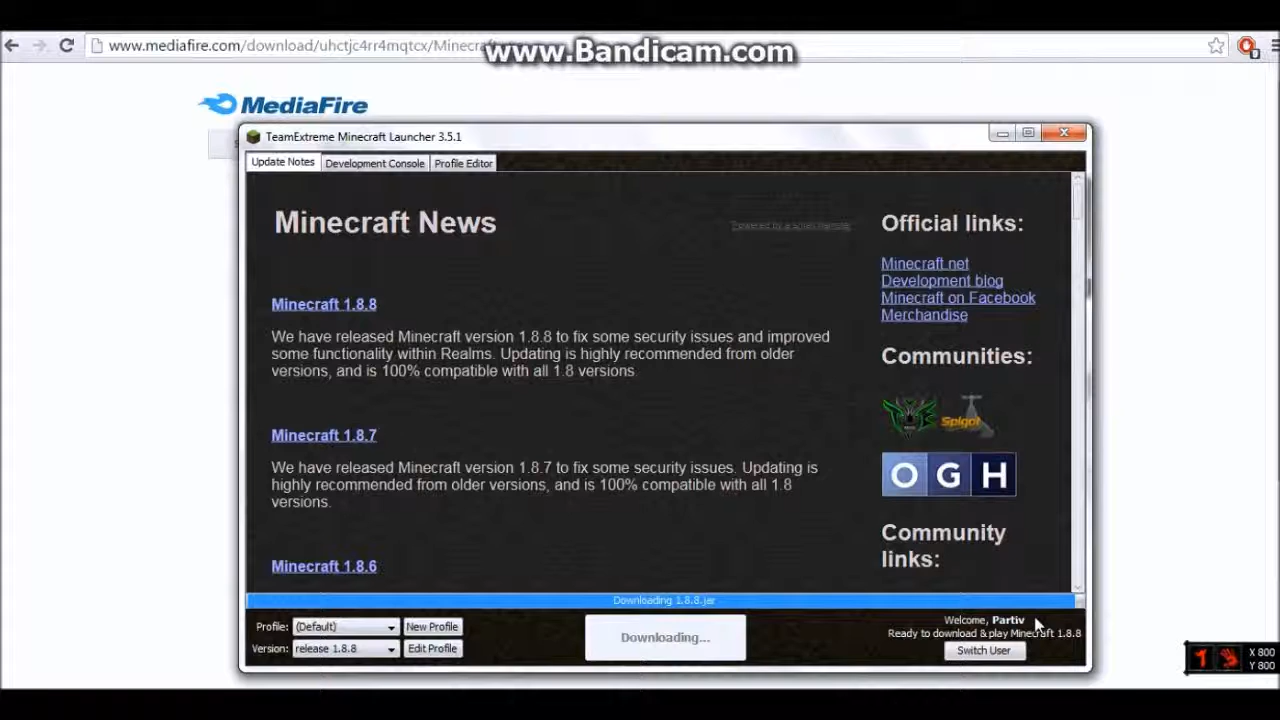 www.mediafire.com/download/uhctjc4rr4mqtcx/Minecraft
www.Bandicam.com
MediaFire
TeamExtreme Minecraft Launcher 3.5.1
Update Notes Development Console Profile Editor
Minecraft News
Official links:
Minecraft.net
Development blog
Minecraft on Facebook
Merchandise
Minecraft 1.8.8
We have released Minecraft version 1.8.8 to fix some security issues and improved
some functionality within Realms. Updating is highly recommended from older
versions, and is 100% compatible with all 1.8 versions.
Communities:
Spigot
OGH
Minecraft 1.8.7
We have released Minecraft version 1.8.7 to fix some security issues. Updating is
highly recommended from older versions, and is 100% compatible with all 1.8
versions.
Community
links:
Minecraft 1.8.6
Downloading 1.8.8.jar
Profile: (Default) New Profile
Version: release 1.8.8 Edit Profile
Downloading...
Welcome, Partiv
Ready to download & play Minecraft 1.8.8
Switch User
X 800
Y 800